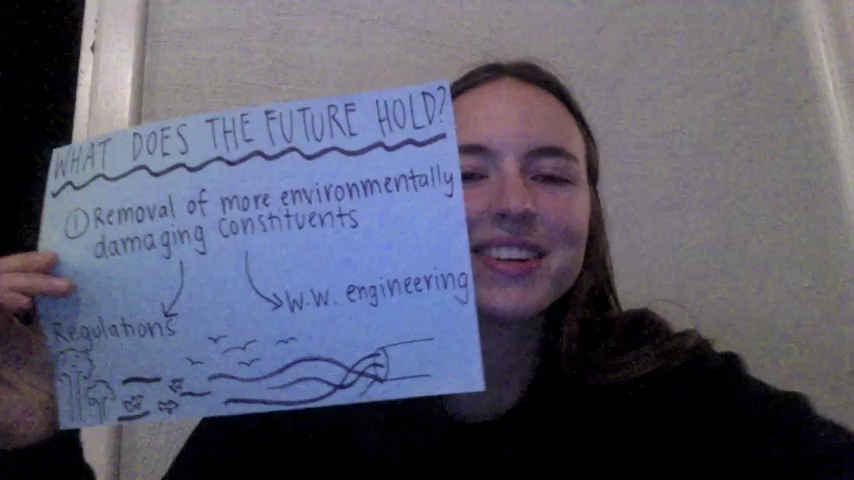 WHAT DOES THE FUTURE HOLD?
① Removal of more environmentally
damaging constituents
W.W. engineering
Regulations